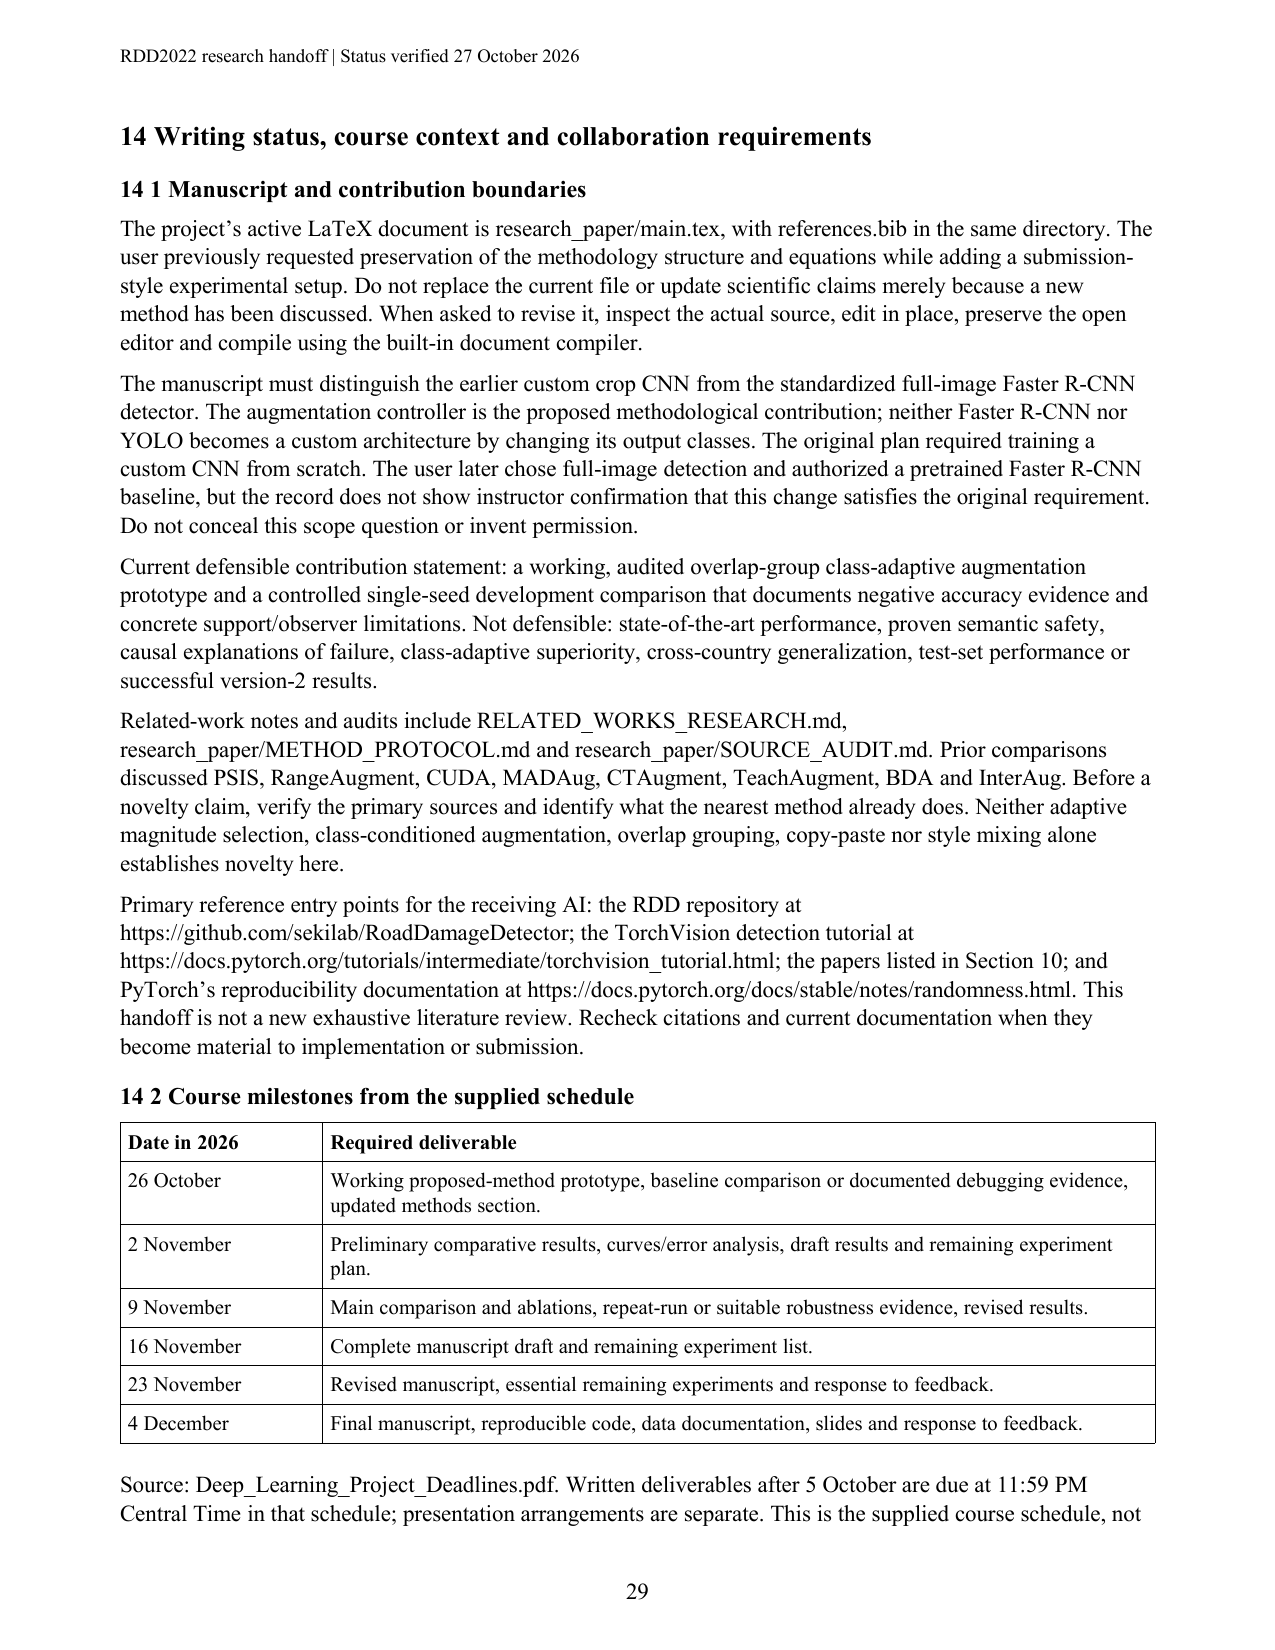 RDD2022 research handoff | Status verified 27 October 2026
14 Writing status, course context and collaboration requirements
14 1 Manuscript and contribution boundaries
The project’s active LaTeX document is research_paper/main.tex, with references.bib in the same directory. The
user previously requested preservation of the methodology structure and equations while adding a submission-
style experimental setup. Do not replace the current file or update scientific claims merely because a new
method has been discussed. When asked to revise it, inspect the actual source, edit in place, preserve the open
editor and compile using the built-in document compiler.
The manuscript must distinguish the earlier custom crop CNN from the standardized full-image Faster R-CNN
detector. The augmentation controller is the proposed methodological contribution; neither Faster R-CNN nor
YOLO becomes a custom architecture by changing its output classes. The original plan required training a
custom CNN from scratch. The user later chose full-image detection and authorized a pretrained Faster R-CNN
baseline, but the record does not show instructor confirmation that this change satisfies the original requirement.
Do not conceal this scope question or invent permission.
Current defensible contribution statement: a working, audited overlap-group class-adaptive augmentation
prototype and a controlled single-seed development comparison that documents negative accuracy evidence and
concrete support/observer limitations. Not defensible: state-of-the-art performance, proven semantic safety,
causal explanations of failure, class-adaptive superiority, cross-country generalization, test-set performance or
successful version-2 results.
Related-work notes and audits include RELATED_WORKS_RESEARCH.md,
research_paper/METHOD_PROTOCOL.md and research_paper/SOURCE_AUDIT.md. Prior comparisons
discussed PSIS, RangeAugment, CUDA, MADAug, CTAugment, TeachAugment, BDA and InterAug. Before a
novelty claim, verify the primary sources and identify what the nearest method already does. Neither adaptive
magnitude selection, class-conditioned augmentation, overlap grouping, copy-paste nor style mixing alone
establishes novelty here.
Primary reference entry points for the receiving AI: the RDD repository at
https://github.com/sekilab/RoadDamageDetector; the TorchVision detection tutorial at
https://docs.pytorch.org/tutorials/intermediate/torchvision_tutorial.html; the papers listed in Section 10; and
PyTorch’s reproducibility documentation at https://docs.pytorch.org/docs/stable/notes/randomness.html. This
handoff is not a new exhaustive literature review. Recheck citations and current documentation when they
become material to implementation or submission.
14 2 Course milestones from the supplied schedule
Date in 2026 Required deliverable
26 October Working proposed-method prototype, baseline comparison or documented debugging evidence,
updated methods section.
2 November Preliminary comparative results, curves/error analysis, draft results and remaining experiment
plan.
9 November Main comparison and ablations, repeat-run or suitable robustness evidence, revised results.
16 November Complete manuscript draft and remaining experiment list.
23 November Revised manuscript, essential remaining experiments and response to feedback.
4 December Final manuscript, reproducible code, data documentation, slides and response to feedback.
Source: Deep_Learning_Project_Deadlines.pdf. Written deliverables after 5 October are due at 11:59 PM
Central Time in that schedule; presentation arrangements are separate. This is the supplied course schedule, not
29